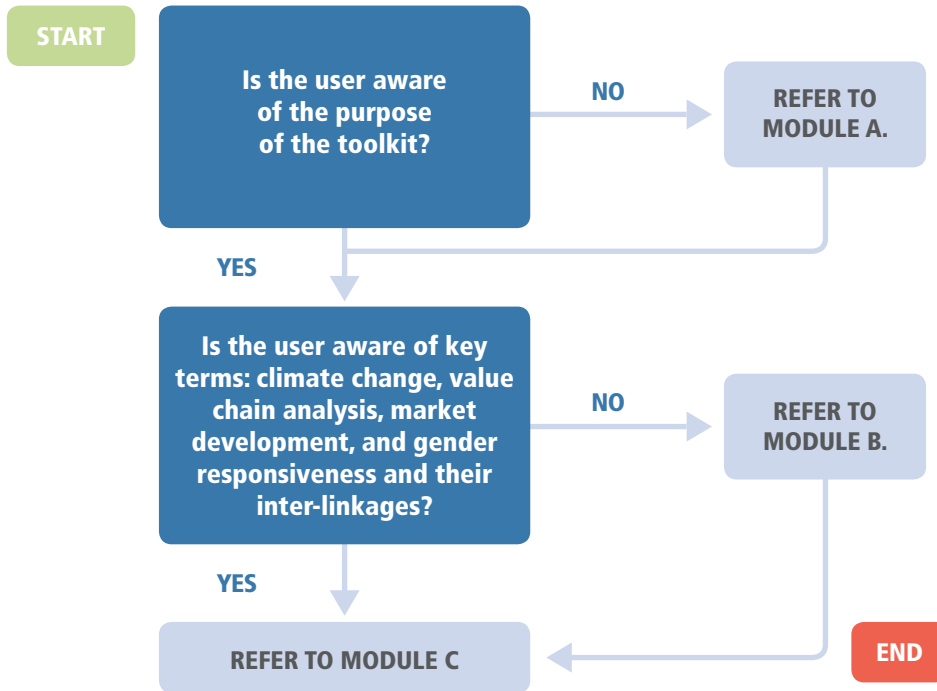 START
Is the user aware
of the purpose
of the toolkit?
NO
REFER TO
MODULE A.
YES
Is the user aware of key
terms: climate change, value
chain analysis, market
development, and gender
responsiveness and their
inter-linkages?
NO
REFER TO
MODULE B.
YES
REFER TO MODULE C
END